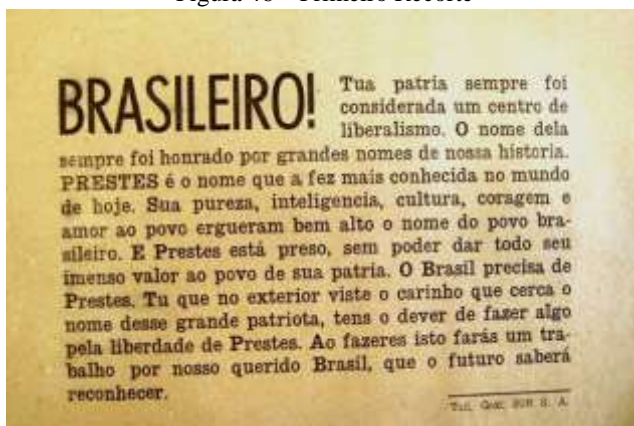 Figura 48 - Primeiro Recorte
BRASILEIRO!
Tua patria sempre foi
considerada um centro de
liberalismo. O nome dela
sempre foi honrado por grandes nomes de nossa historia.
PRESTES é o nome que a fez mais conhecida no mundo
de hoje. Sua pureza, inteligencia, cultura, coragem e
amor ao povo ergueram bem alto o nome do povo bra-
sileiro. E Prestes está preso, sem poder dar todo seu
imenso valor ao povo de sua patria. O Brasil precisa de
Prestes. Tu que no exterior viste o carinho que cerca o
nome desse grande patriota, tens o dever de fazer algo
pela liberdade de Prestes. Ao fazeres isto farás um tra-
balho por nosso querido Brasil, que o futuro saberá
reconhecer.
S. A.